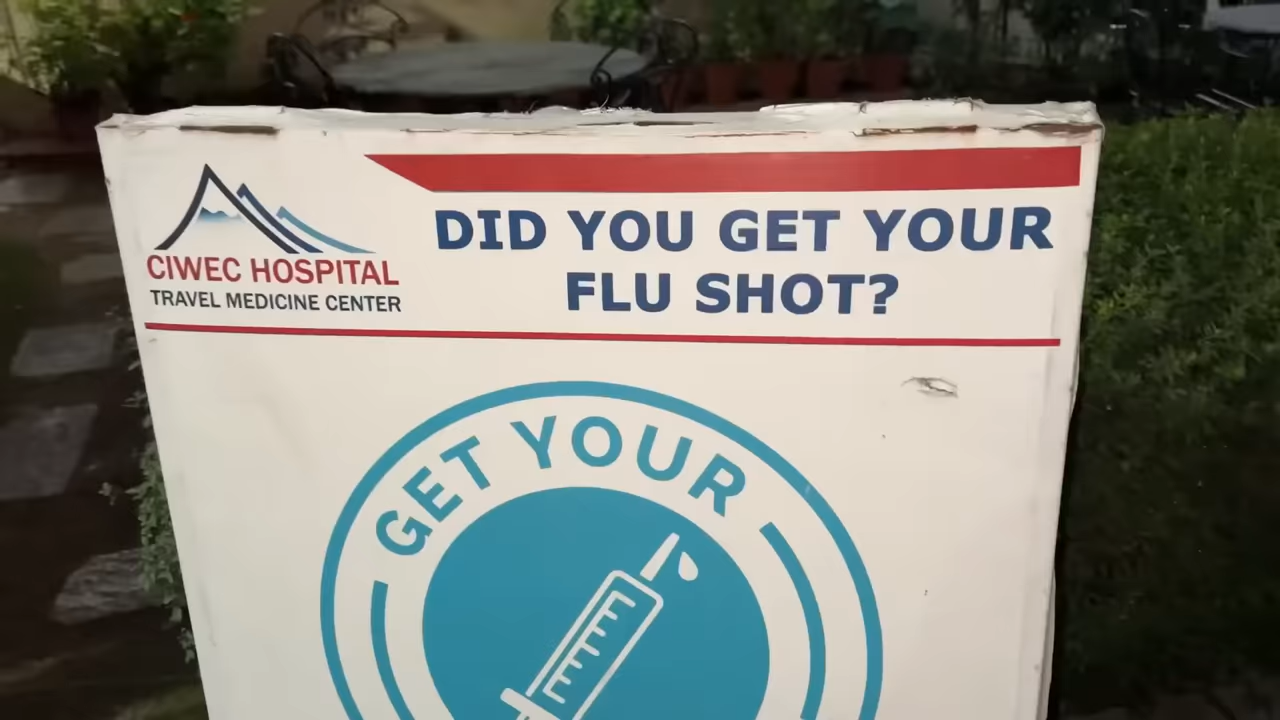 CIWEC HOSPITAL
TRAVEL MEDICINE CENTER
DID YOU GET YOUR
FLU SHOT?
GET YOUR